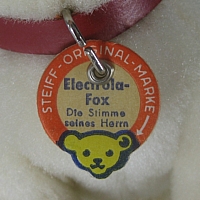 STEIFF - ORIGINAL - MARKE
Electrola-
Fox
Die Stimme
seines Herrn